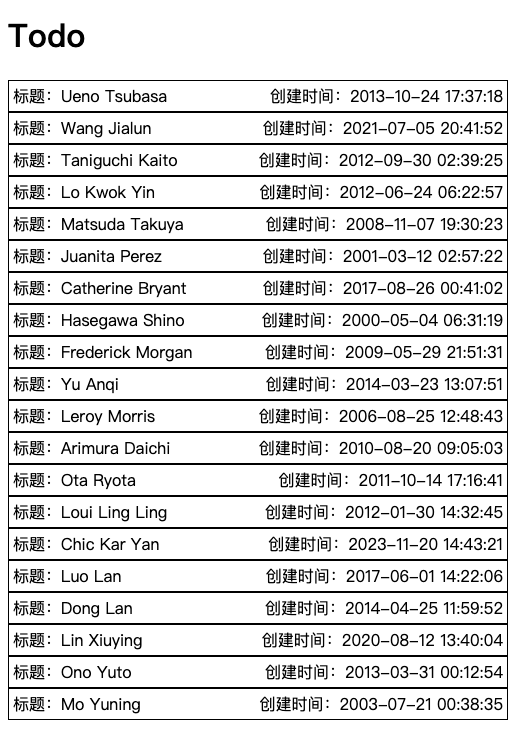 Todo
标题：Ueno Tsubasa 创建时间：2013-10-24 17:37:18
标题：Wang Jialun 创建时间：2021-07-05 20:41:52
标题：Taniguchi Kaito 创建时间：2012-09-30 02:39:25
标题：Lo Kwok Yin 创建时间：2012-06-24 06:22:57
标题：Matsuda Takuya 创建时间：2008-11-07 19:30:23
标题：Juanita Perez 创建时间：2001-03-12 02:57:22
标题：Catherine Bryant 创建时间：2017-08-26 00:41:02
标题：Hasegawa Shino 创建时间：2000-05-04 06:31:19
标题：Frederick Morgan 创建时间：2009-05-29 21:51:31
标题：Yu Anqi 创建时间：2014-03-23 13:07:51
标题：Leroy Morris 创建时间：2006-08-25 12:48:43
标题：Arimura Daichi 创建时间：2010-08-20 09:05:03
标题：Ota Ryota 创建时间：2011-10-14 17:16:41
标题：Loui Ling Ling 创建时间：2012-01-30 14:32:45
标题：Chic Kar Yan 创建时间：2023-11-20 14:43:21
标题：Luo Lan 创建时间：2017-06-01 14:22:06
标题：Dong Lan 创建时间：2014-04-25 11:59:52
标题：Lin Xiuying 创建时间：2020-08-12 13:40:04
标题：Ono Yuto 创建时间：2013-03-31 00:12:54
标题：Mo Yuning 创建时间：2003-07-21 00:38:35